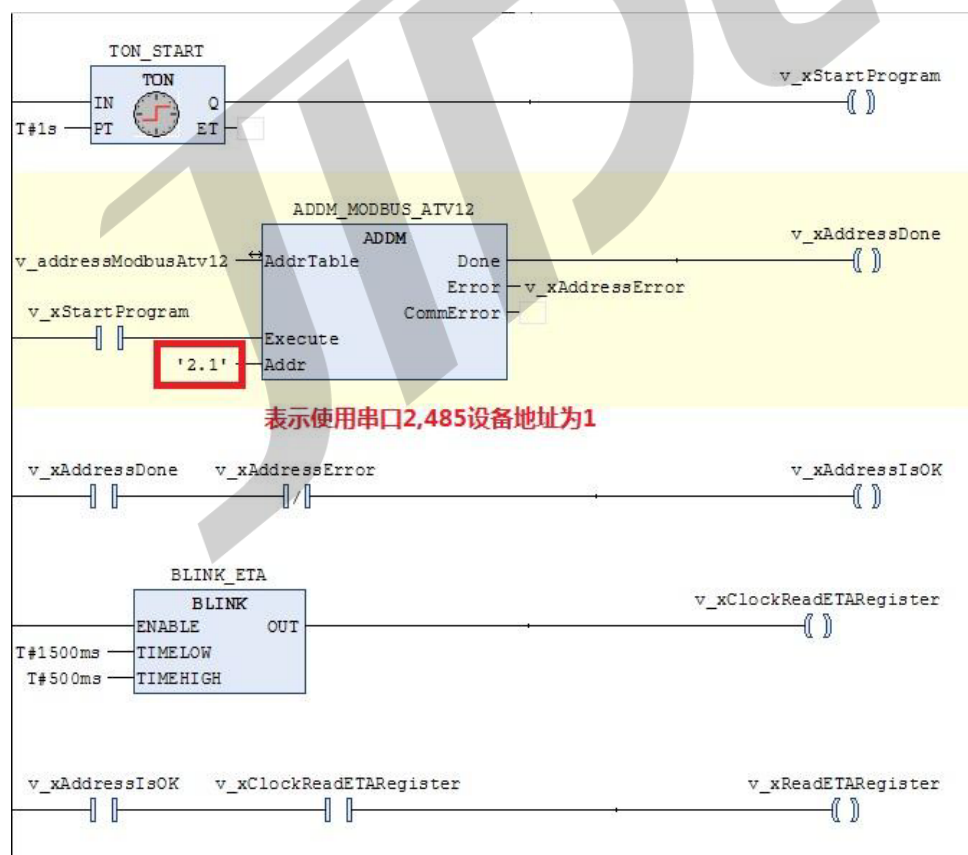 TON_START
TON
v_xStartProgram
IN Q
T#1s PT ET
ADDM_MODBUS_ATV12
ADDM
v_xAddressDone
v_addressModbusAtv12 AddrTable Done
Error v_xAddressError
v_xStartProgram CommError
Execute
'2.1' Addr
表示使用串口2,485设备地址为1
v_xAddressDone v_xAddressError v_xAddressIsOK
BLINK_ETA
BLINK v_xClockReadETARegister
ENABLE OUT
T#1500ms TIMELOW
T#500ms TIMEHIGH
v_xAddressIsOK v_xClockReadETARegister v_xReadETARegister